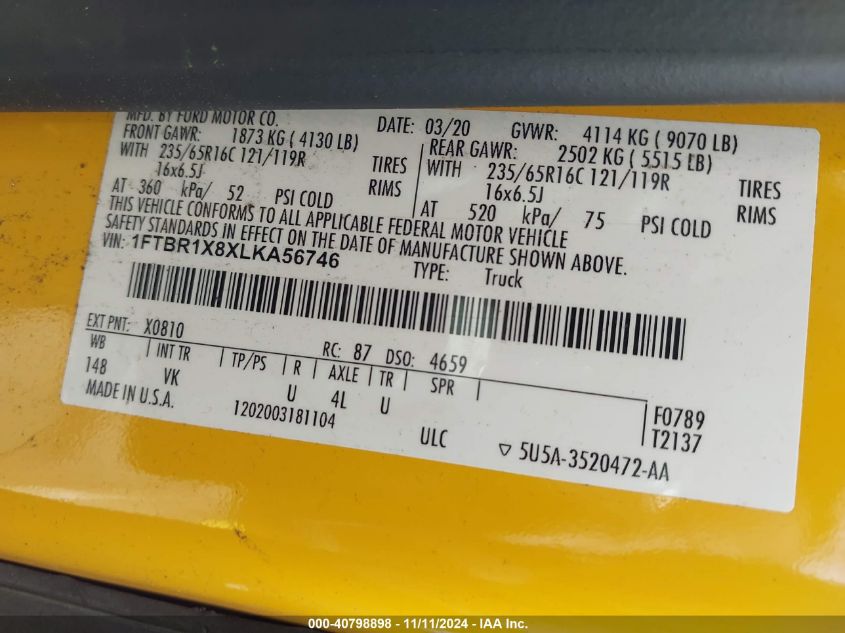 MFD. BY FORD MOTOR CO.
DATE: 03/20 GVWR: 4114 KG ( 9070 LB)
FRONT GAWR: 1873 KG ( 4130 LB)
WITH 235/65R16C 121/119R TIRES
16x6.5J RIMS
AT 360 kPa/ 52 PSI COLD
REAR GAWR: 2502 KG ( 5515 LB)
WITH 235/65R16C 121/119R TIRES
16x6.5J RIMS
AT 520 kPa/ 75 PSI COLD
THIS VEHICLE CONFORMS TO ALL APPLICABLE FEDERAL MOTOR VEHICLE
SAFETY STANDARDS IN EFFECT ON THE DATE OF MANUFACTURE SHOWN ABOVE.
VIN: 1FTBR1X8XLKA56746
TYPE: Truck
EXT PNT: X0810 RC: 87 DSO: 4659
WB INT TR TP/PS R AXLE TR SPR
148 VK U 4L U
F0789
T2137
MADE IN U.S.A. 1202003181104 ULC ▽ 5U5A-3520472-AA
000-40798898 - 11/11/2024 - IAA Inc.